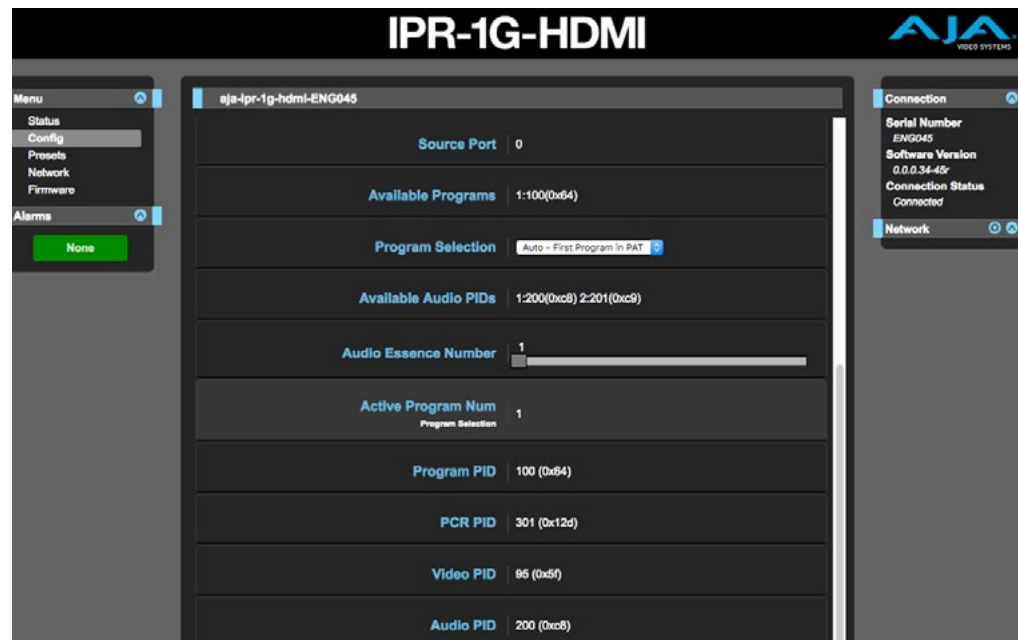 IPR-1G-HDMI
AJA
VIDEO SYSTEMS
Menu
Status
Config
Presets
Network
Firmware
Alarms
None
aja-ipr-1g-hdmi-ENG045
Source Port 0
Available Programs 1:100(0x64)
Program Selection Auto - First Program in PAT
Available Audio PIDs 1:200(0xc8) 2:201(0xc9)
Audio Essence Number 1
Active Program Num 1
Program Selection
Program PID 100 (0x64)
PCR PID 301 (0x12d)
Video PID 95 (0x5f)
Audio PID 200 (0xc8)
Connection
Serial Number
ENG045
Software Version
0.0.0.34-45r
Connection Status
Connected
Network